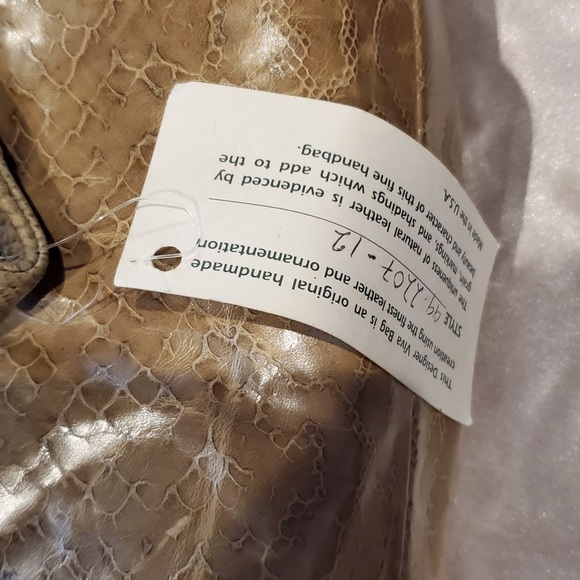 This Designer Viva Bag is an original handmade
creation using the finest leather and ornamentation
STYLE 99.2207-12
The uniqueness of natural leather is evidenced by
grain, markings, and shadings which add to the
beauty and character of this fine handbag.
Made in the U.S.A.